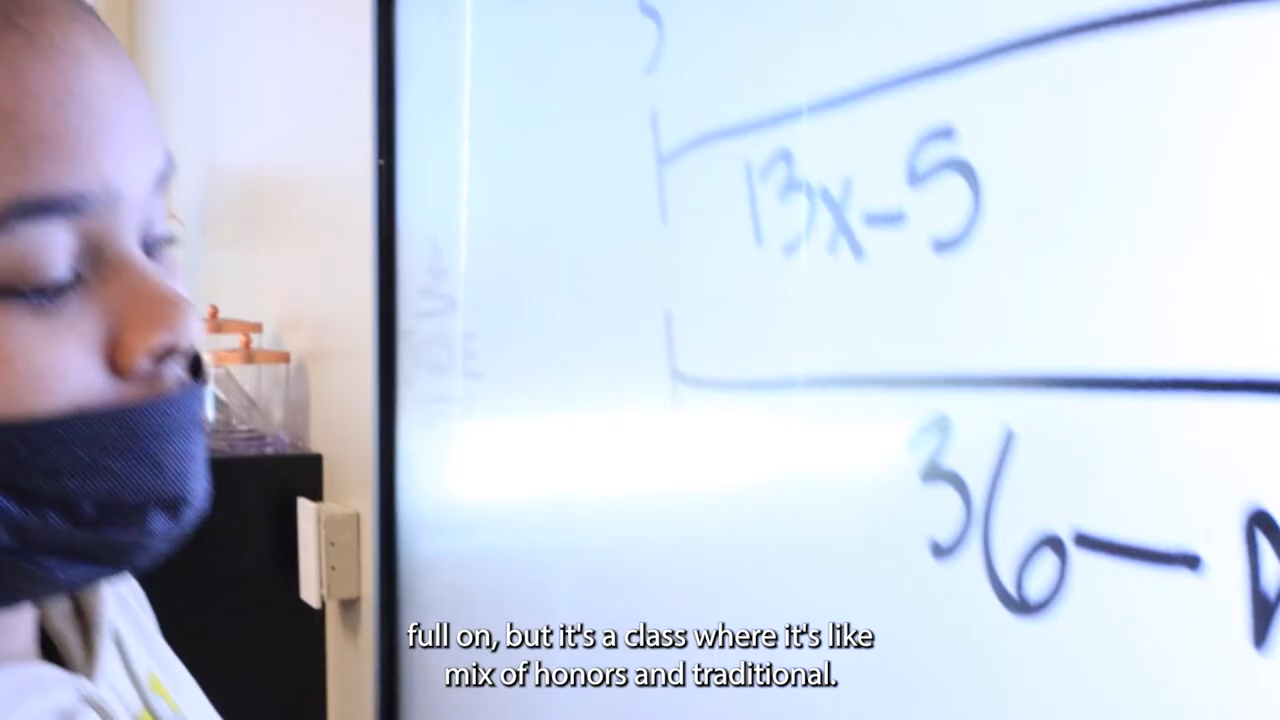 13x-5
36-
full on, but it's a class where it's like
mix of honors and traditional.